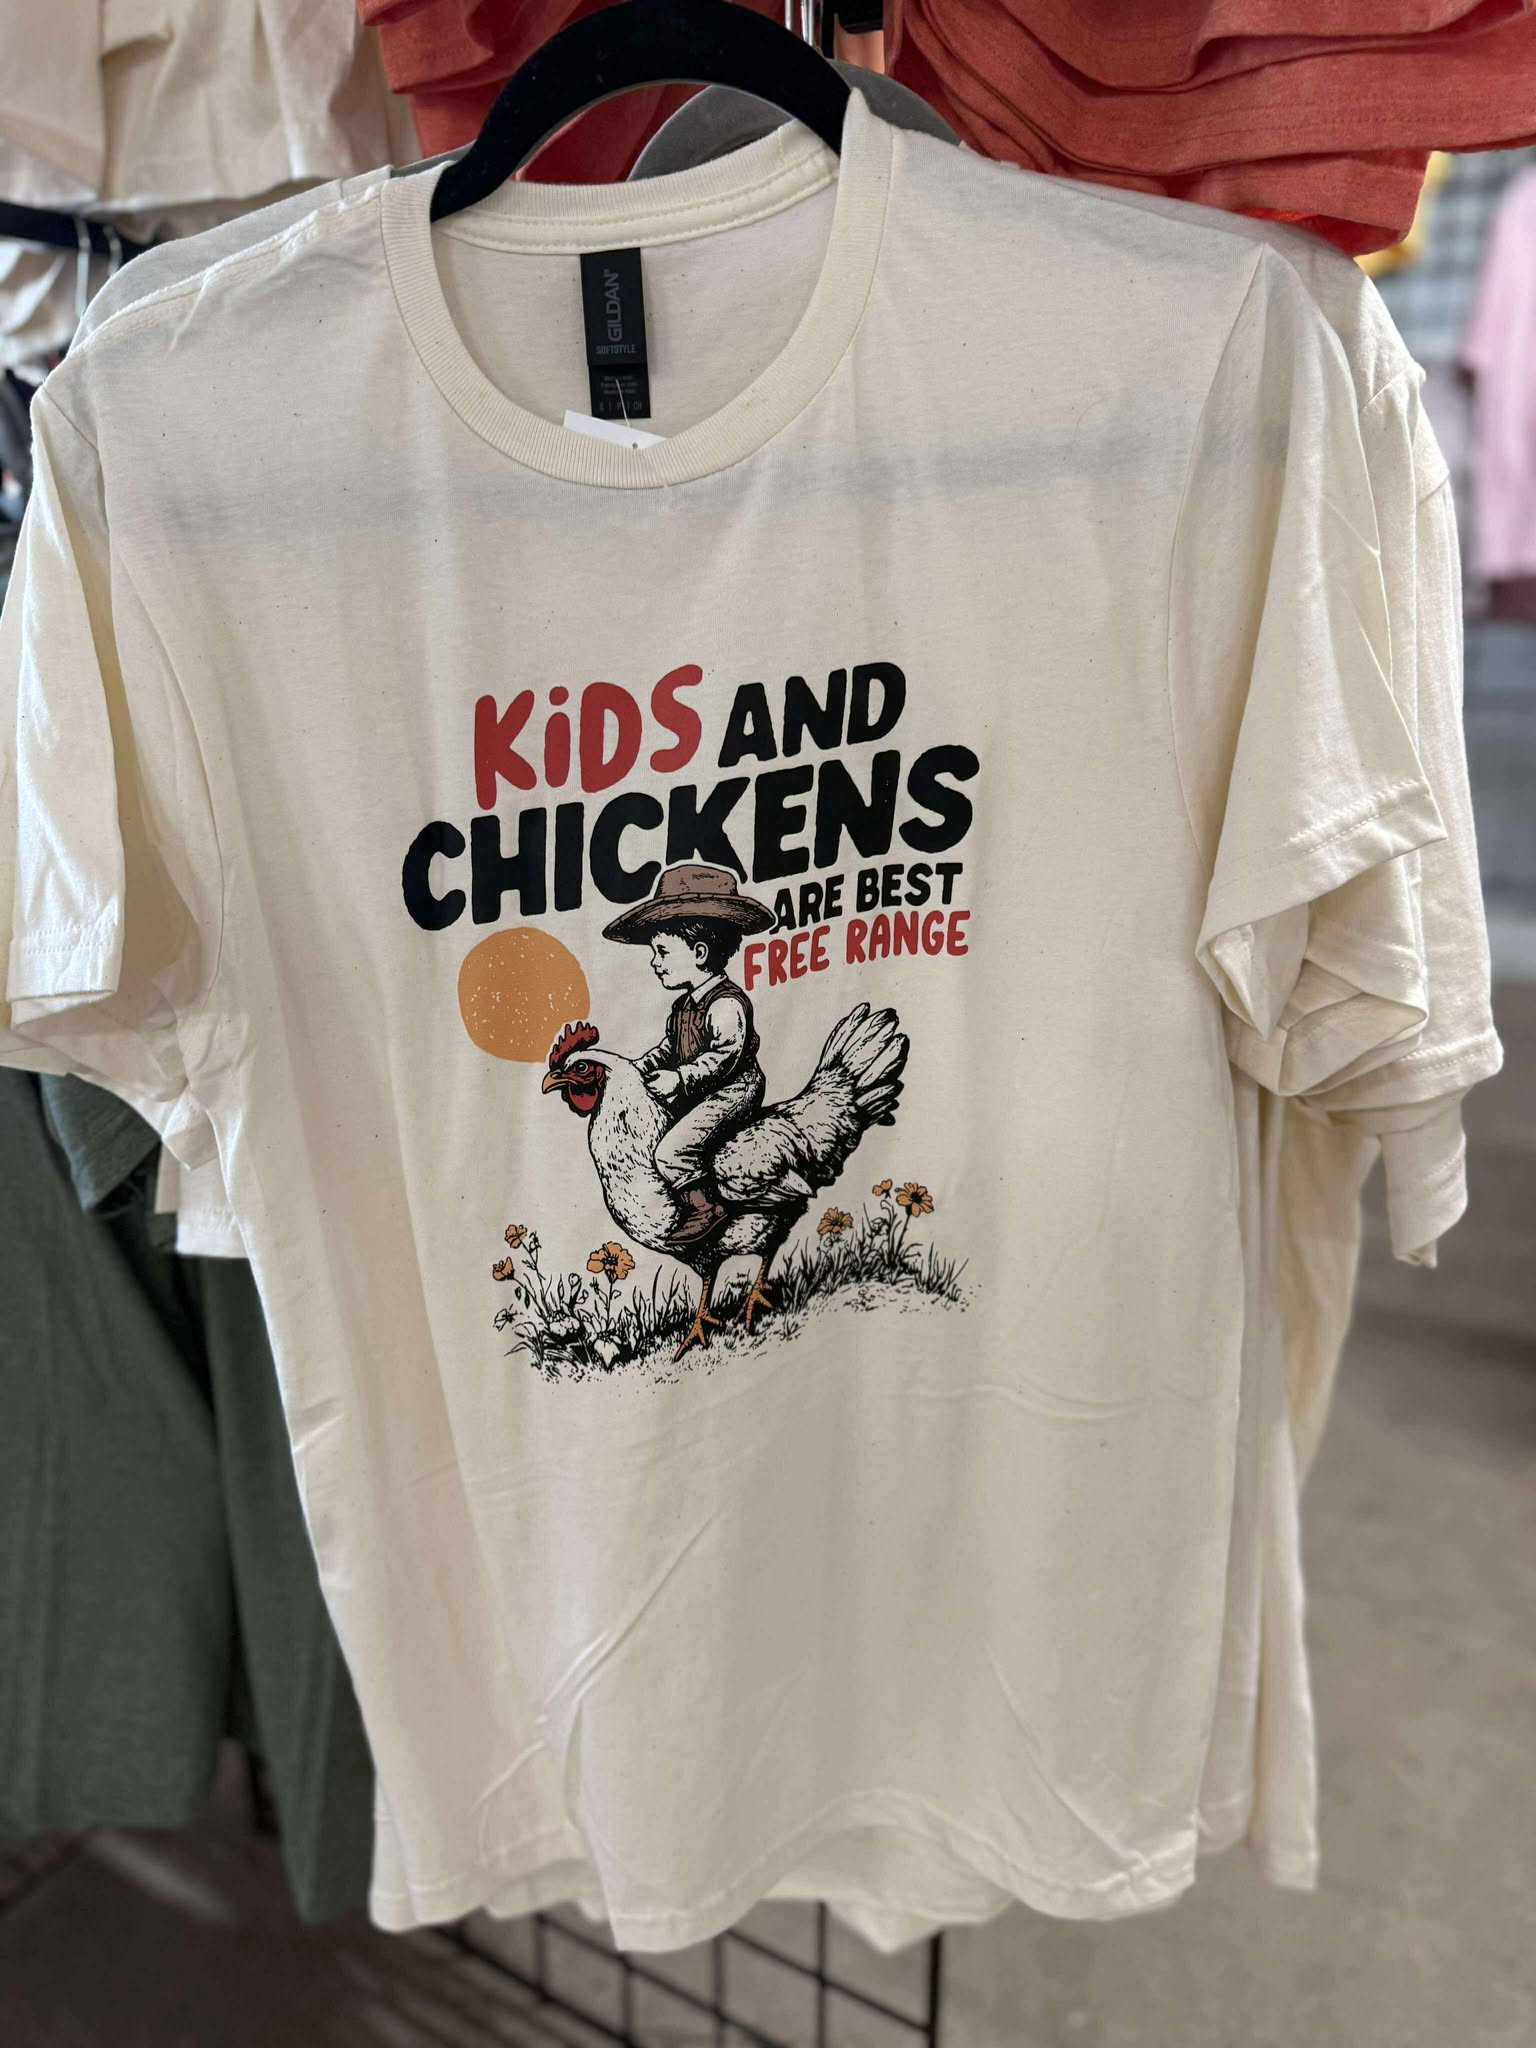 GILDAN®
SOFTSTYLE
KiDS AND
CHICKENS
ARE BEST
FREE RANGE